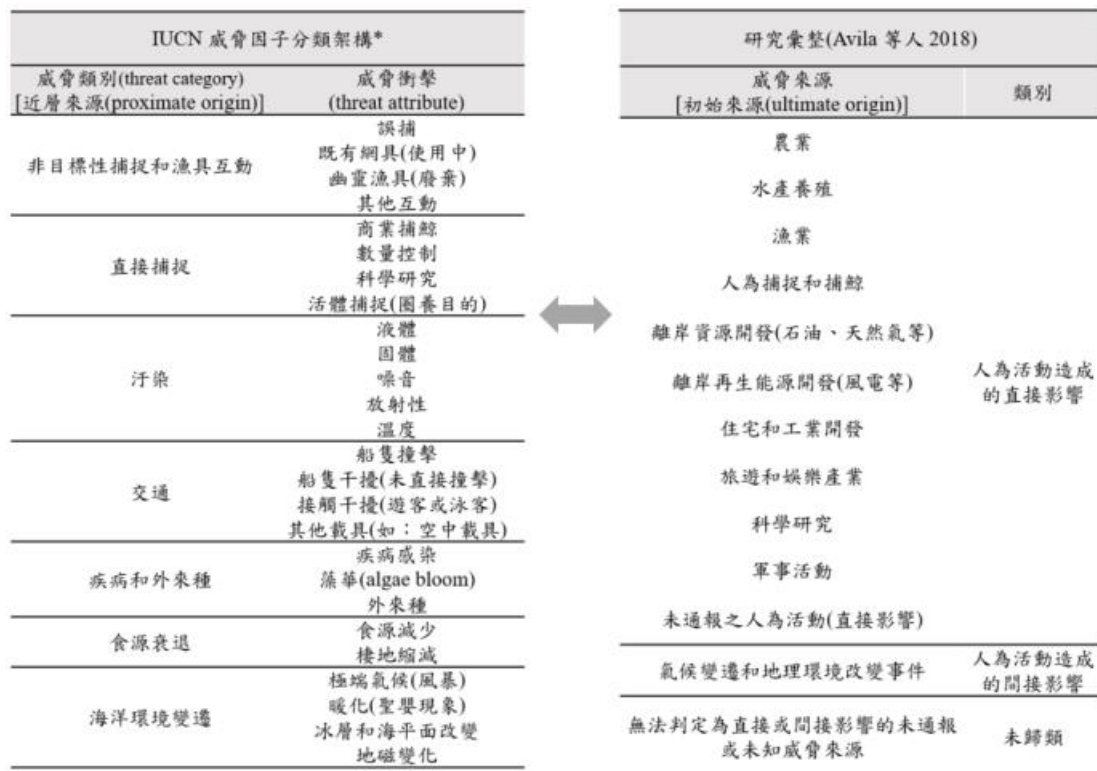 IUCN 威脅因子分類架構*
威脅類別(threat category)
[近層來源(proximate origin)]
威脅衝擊
(threat attribute)
非目標性捕捉和漁具互動
誤捕
既有網具(使用中)
幽靈漁具(廢棄)
其他互動
直接捕捉
商業捕鯨
數量控制
科學研究
活體捕捉(圈養目的)
汙染
液體
固體
噪音
放射性
溫度
交通
船隻撞擊
船隻干擾(未直接撞擊)
接觸干擾(遊客或泳客)
其他載具(如：空中載具)
疾病和外來種
疾病感染
藻華(algae bloom)
外來種
食源衰退
食源減少
棲地縮減
海洋環境變遷
極端氣候(風暴)
暖化(聖嬰現象)
冰層和海平面改變
地磁變化
研究彙整(Avila 等人 2018)
威脅來源
[初始來源(ultimate origin)]
類別
農業
水產養殖
漁業
人為捕捉和捕鯨
離岸資源開發(石油、天然氣等)
離岸再生能源開發(風電等)
住宅和工業開發
旅遊和娛樂產業
科學研究
軍事活動
未通報之人為活動(直接影響)
人為活動造成
的直接影響
氣候變遷和地理環境改變事件
人為活動造成
的間接影響
無法判定為直接或間接影響的未通報
或未知威脅來源
未歸類